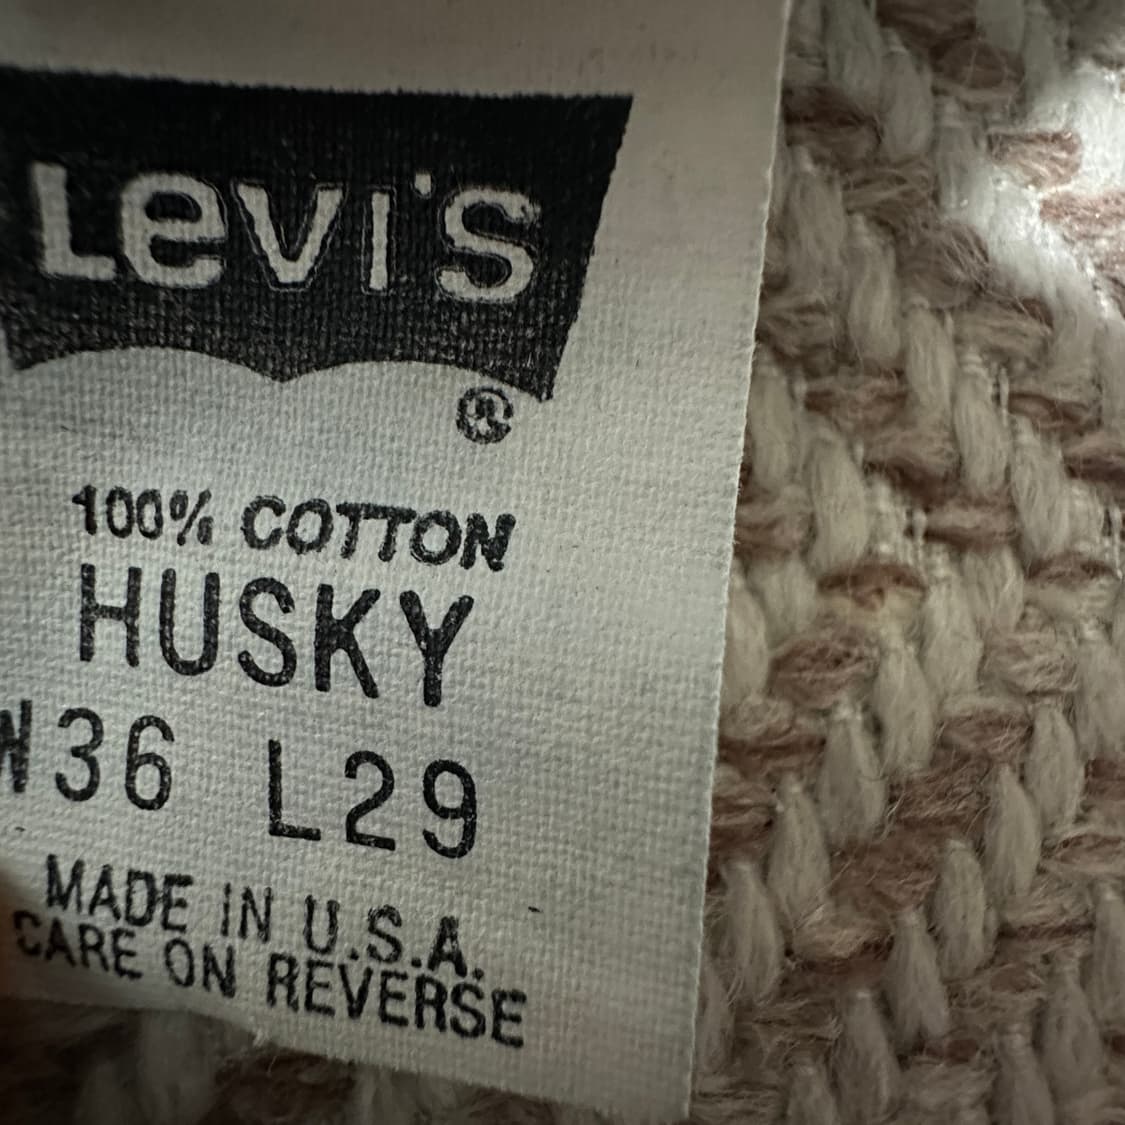 Levi's
®
100% COTTON
HUSKY
W36 L29
MADE IN U.S.A.
CARE ON REVERSE